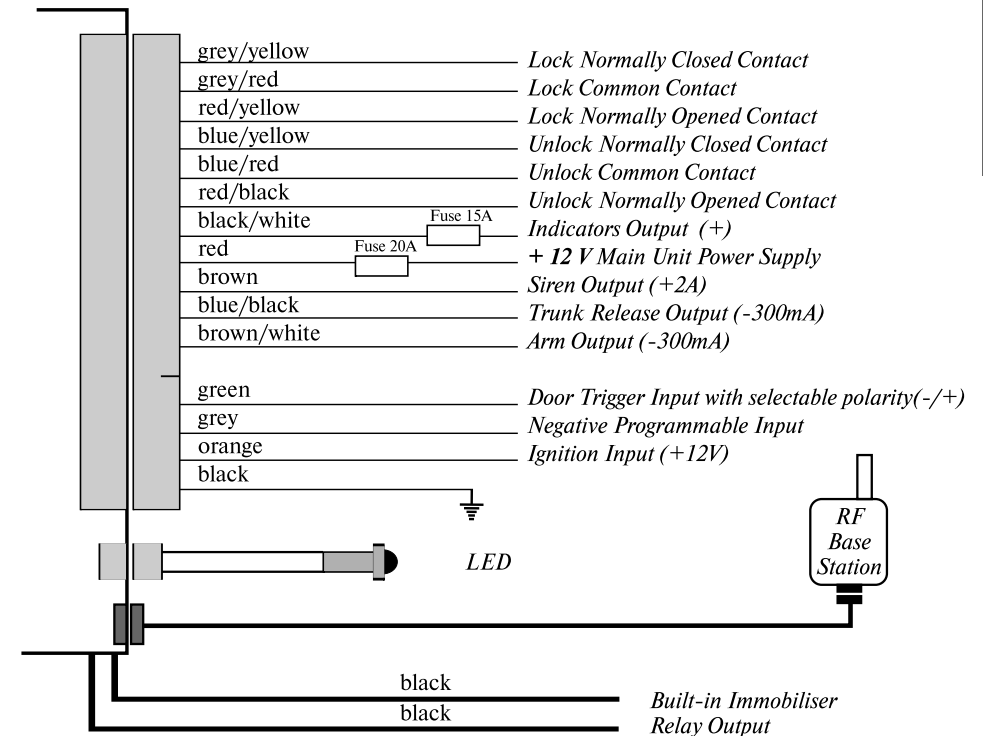 grey/yellow Lock Normally Closed Contact
grey/red Lock Common Contact
red/yellow Lock Normally Opened Contact
blue/yellow Unlock Normally Closed Contact
blue/red Unlock Common Contact
red/black Unlock Normally Opened Contact
black/white Fuse 15A Indicators Output (+)
red Fuse 20A + 12 V Main Unit Power Supply
brown Siren Output (+2A)
blue/black Trunk Release Output (-300mA)
brown/white Arm Output (-300mA)
green Door Trigger Input with selectable polarity(-/+)
grey Negative Programmable Input
orange Ignition Input (+12V)
black
RF
Base
Station
LED
black Built-in Immobiliser
black Relay Output